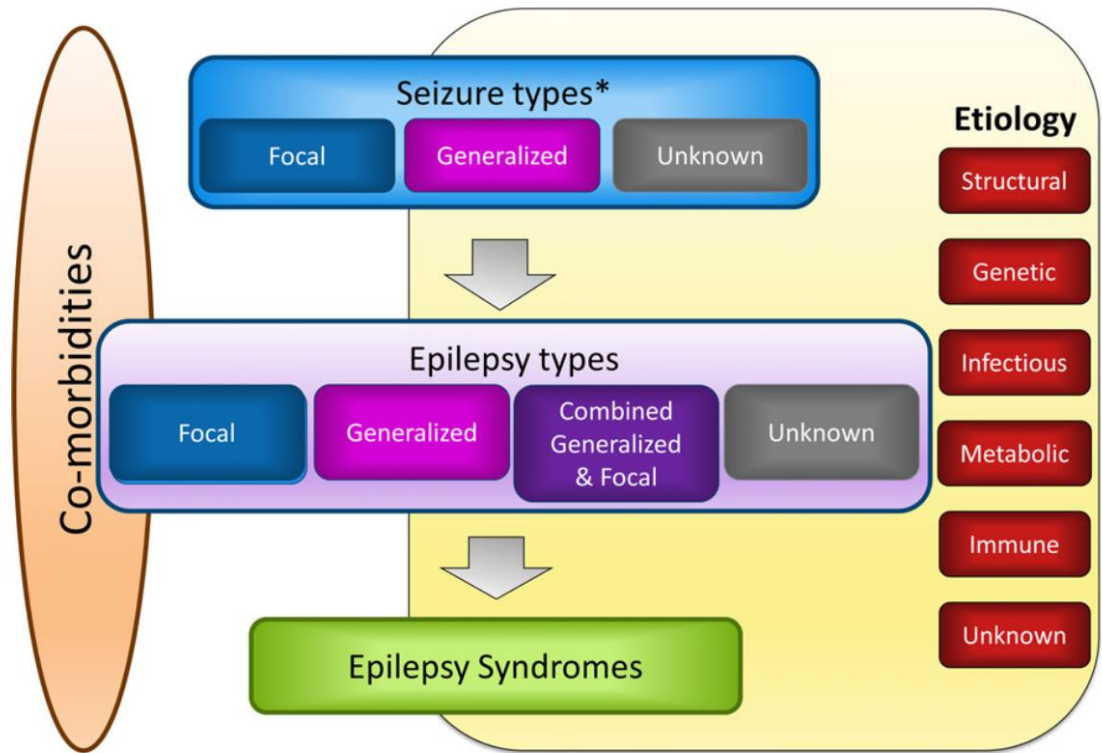 Co-morbidities
Seizure types*
Focal
Generalized
Unknown
Epilepsy types
Focal
Generalized
Combined
Generalized
& Focal
Unknown
Epilepsy Syndromes
Etiology
Structural
Genetic
Infectious
Metabolic
Immune
Unknown